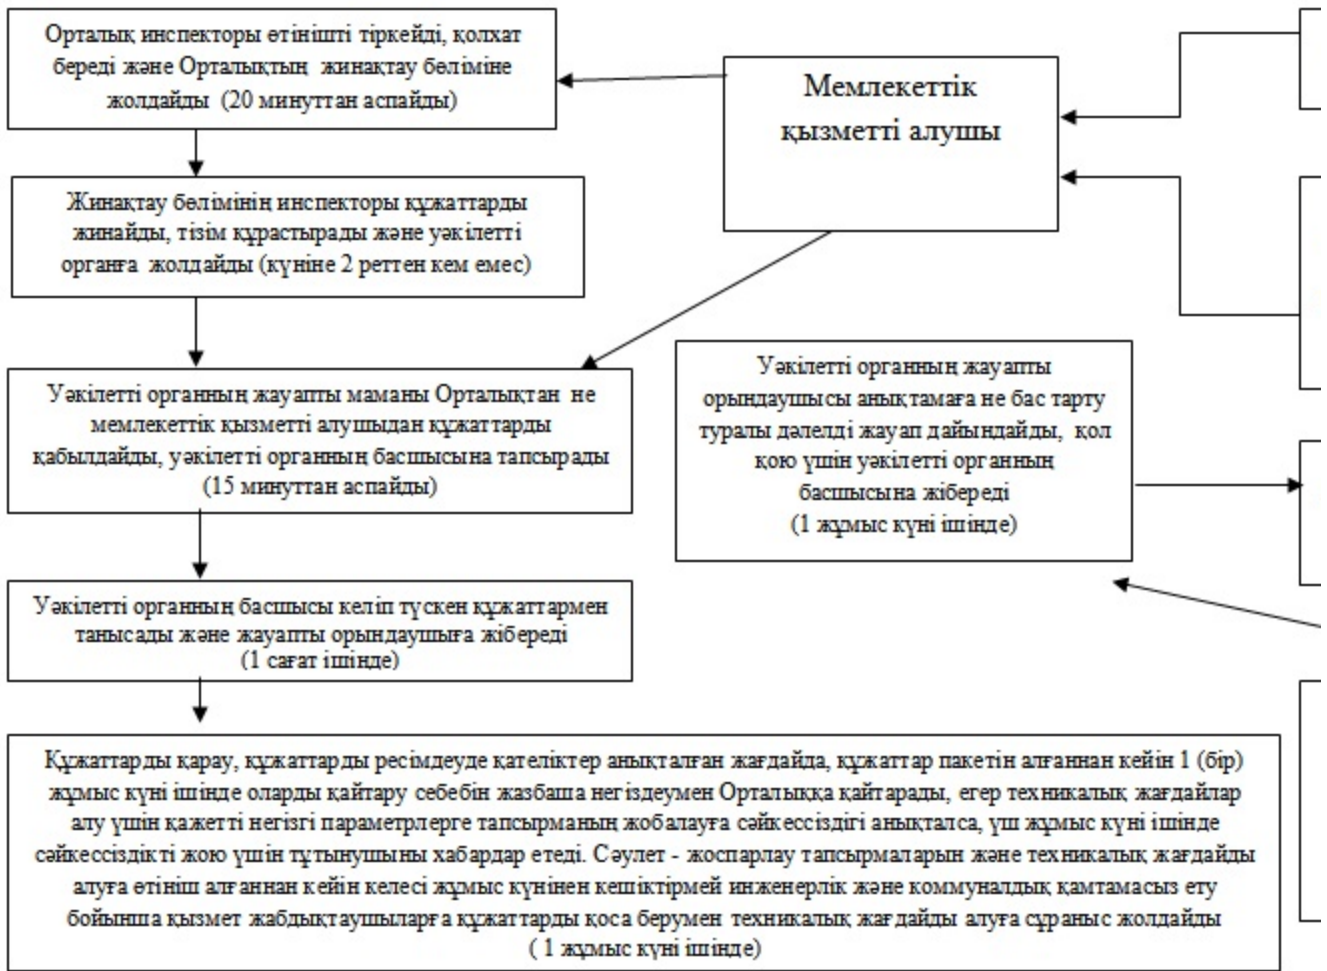 Орталық инспекторы өтінішті тіркейді, қолхат
береді және Орталықтың жинақтау бөліміне
жолдайды (20 минуттан аспайды)
Мемлекеттік
қызметті алушы
Жинақтау бөлімінің инспекторы құжаттарды
жинайды, тізім құрастырады және уәкілетті
органға жолдайды (күніне 2 реттен кем емес)
Уәкілетті органның жауапты маманы Орталықтан не
мемлекеттік қызметті алушыдан құжаттарды
қабылдайды, уәкілетті органның басшысына тапсырады
(15 минуттан аспайды)
Уәкілетті органның жауапты
орындаушысы анықтамаға не бас тарту
туралы дәлелді жауап дайындайды, қол
қою үшін уәкілетті органның
басшысына жібереді
(1 жұмыс күні ішінде)
Уәкілетті органның басшысы келіп түскен құжаттармен
танысады және жауапты орындаушыға жібереді
(1 сағат ішінде)
Құжаттарды қарау, құжаттарды ресімдеуде қателіктер анықталған жағдайда, құжаттар пакетін алғаннан кейін 1 (бір)
жұмыс күні ішінде оларды қайтару себебін жазбаша негіздеумен Орталыққа қайтарады, егер техникалық жағдайлар
алу үшін қажетті негізгі параметрлерге тапсырманың жобалауға сәйкессіздігі анықталса, үш жұмыс күні ішінде
сәйкессіздікті жою үшін тұтынушыны хабардар етеді. Сәулет - жоспарлау тапсырмаларын және техникалық жағдайды
алуға өтініш алғаннан кейін келесі жұмыс күнінен кешіктірмей инженерлік және коммуналдық қамтамасыз ету
бойынша қызмет жабдықтаушыларға құжаттарды қоса берумен техникалық жағдайды алуға сұраныс жолдайды
( 1 жұмыс күні ішінде)